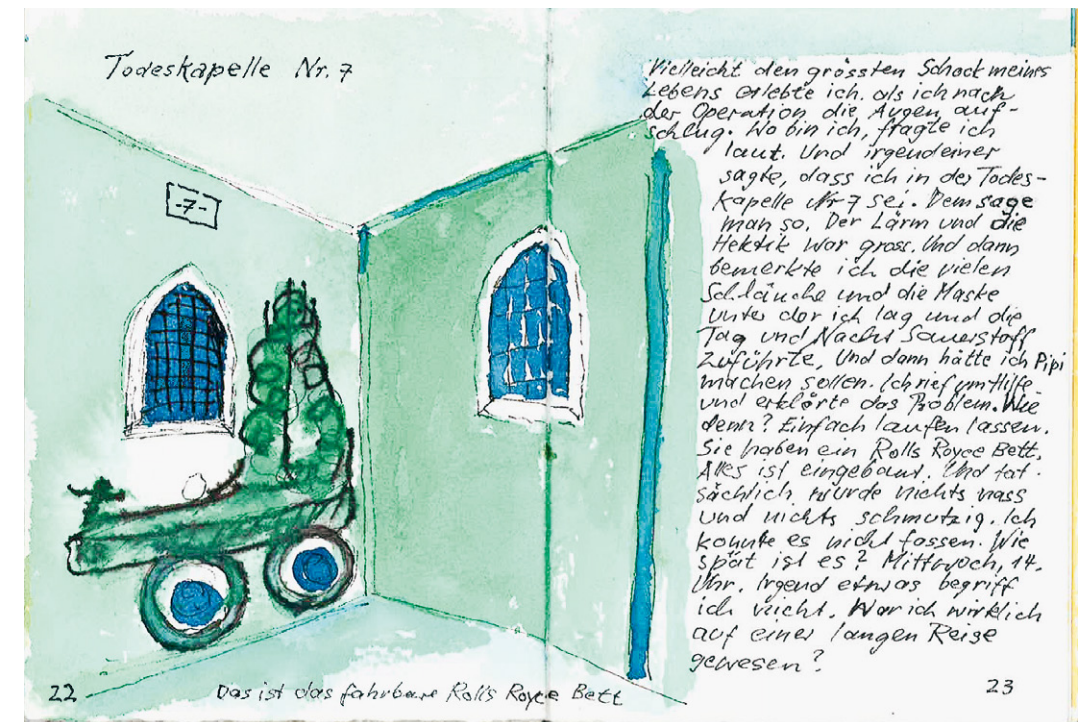 Todeskapelle Nr. 7
-7-
Das ist das fahrbare Rolls Royce Bett
22
Vielleicht den grössten Schock meines
Lebens erlebte ich, als ich nach
der Operation die Augen auf-
schlug. Wo bin ich, fragte ich
laut. Und irgendeiner
sagte, dass ich in der Todes-
kapelle Nr 7 sei. Dem sage
man so. Der Lärm und die
Hektik war gross. Und dann
bemerkte ich die vielen
Schläuche und die Maske
unter der ich lag und die
Tag und Nacht Sauerstoff
zuführte. Und dann hätte ich Pipi
machen sollen. Ich rief um Hilfe
und erklärte das Problem. Wie
denn? Einfach laufen lassen.
Sie haben ein Rolls Royce Bett.
Alles ist eingebaut. Und tat-
sächlich wurde nichts nass
und nichts schmutzig. Ich
konnte es nicht fassen. Wie
spät ist es? Mittwoch, 14.
Uhr. Irgend etwas begriff
ich nicht. War ich wirklich
auf einer langen Reise
gewesen?
23